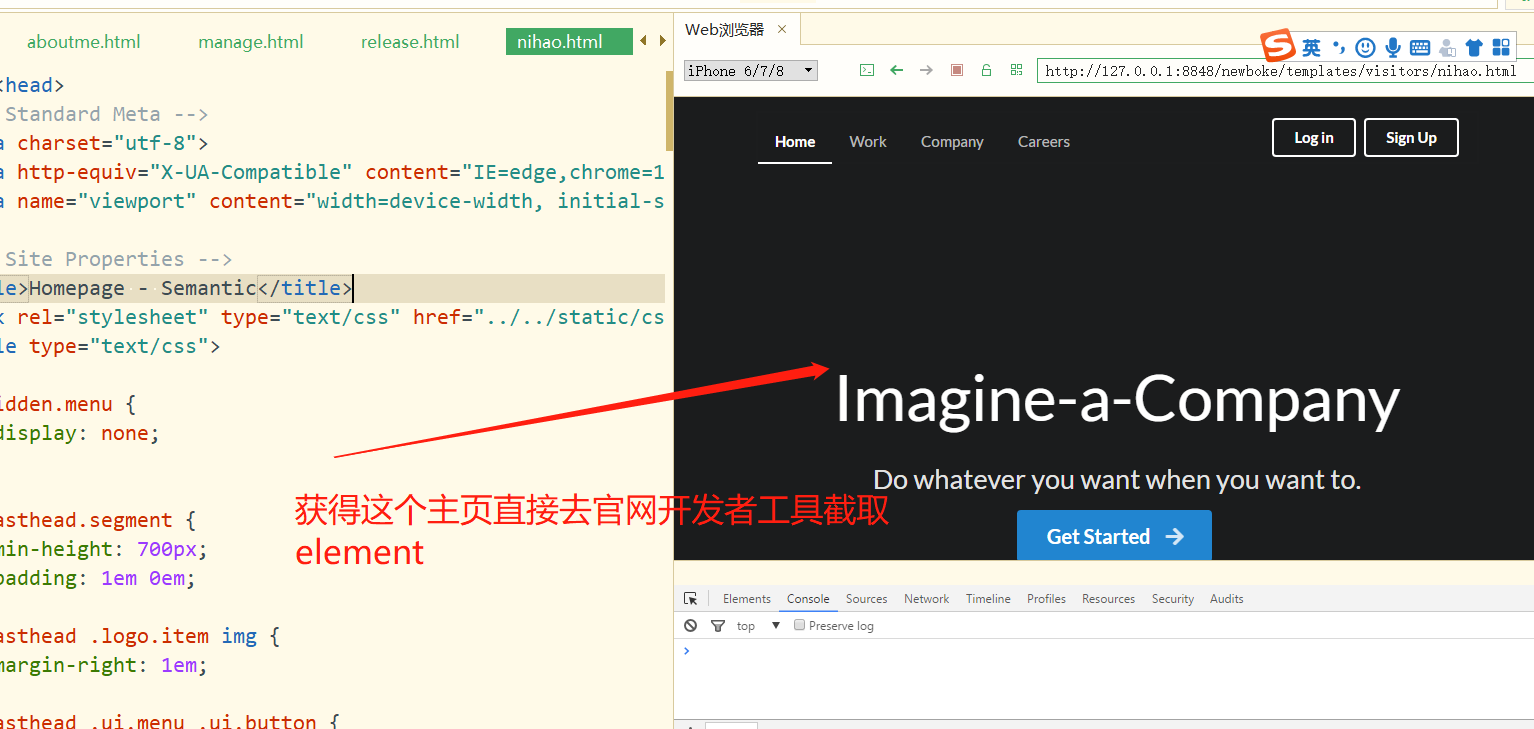 aboutme.html manage.html release.html nihao.html
<head>
Standard Meta -->
charset="utf-8">
http-equiv="X-UA-Compatible" content="IE=edge,chrome=1
name="viewport" content="width=device-width, initial-s
Site Properties -->
le>Homepage - Semantic</title>
rel="stylesheet" type="text/css" href="../../static/cs
le type="text/css">
idden.menu {
display: none;
asthead.segment {
min-height: 700px;
padding: 1em 0em;
asthead .logo.item img {
margin-right: 1em;
asthead .ui.menu .ui.button {
获得这个主页直接去官网开发者工具截取
element
Web浏览器 ×
英
iPhone 6/7/8
http://127.0.0.1:8848/newboke/templates/visitors/nihao.html
Home Work Company Careers Log in Sign Up
Imagine-a-Company
Do whatever you want when you want to.
Get Started
Elements Console Sources Network Timeline Profiles Resources Security Audits
top Preserve log